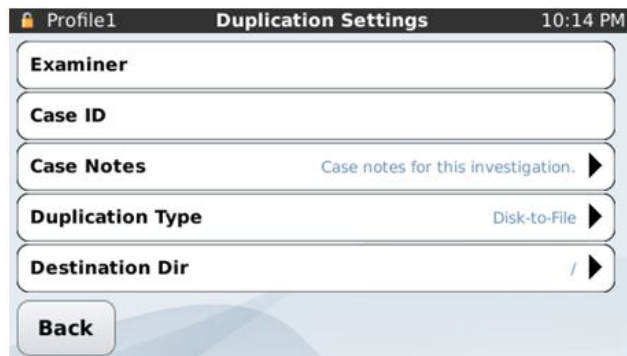 Profile1 Duplication Settings 10:14 PM
Examiner
Case ID
Case Notes Case notes for this investigation.
Duplication Type Disk-to-File
Destination Dir /
Back